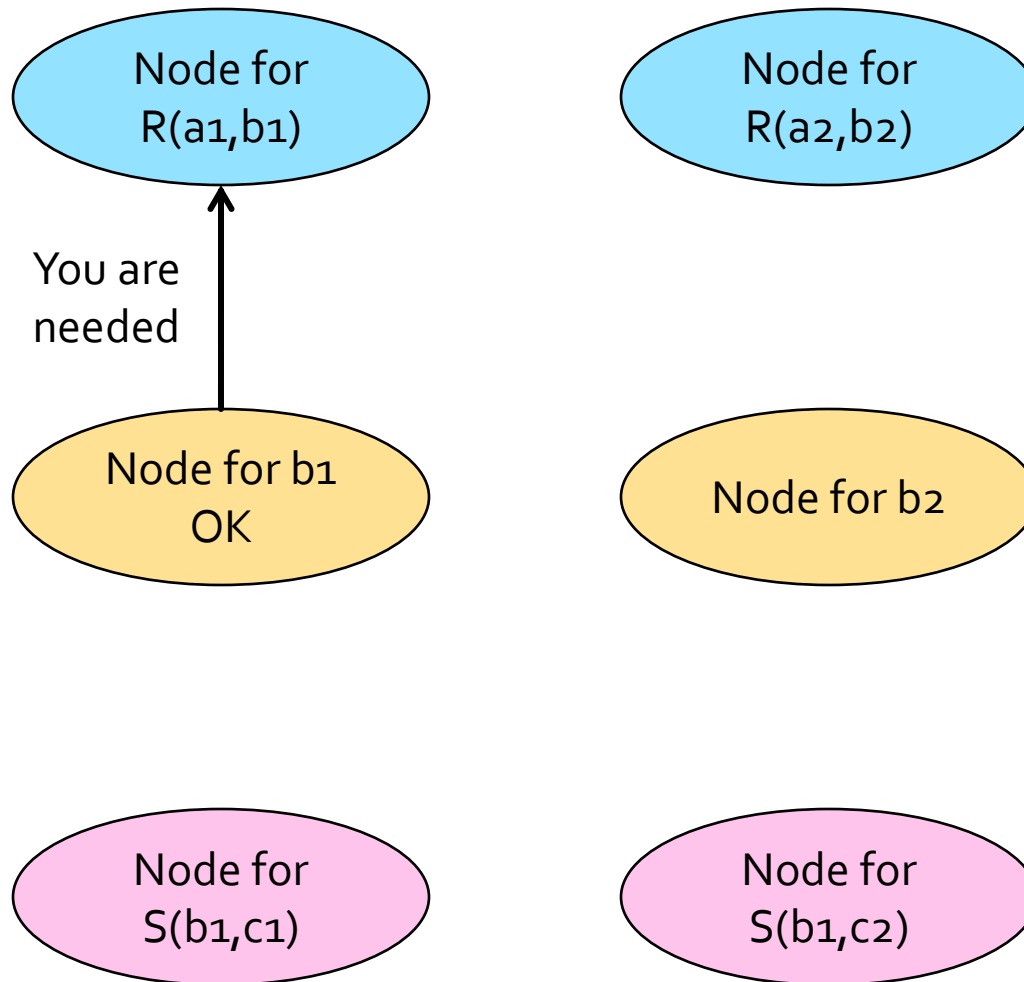 Node for
R(a1,b1)
Node for
R(a2,b2)
You are
needed
Node for b1
OK
Node for b2
Node for
S(b1,c1)
Node for
S(b1,c2)